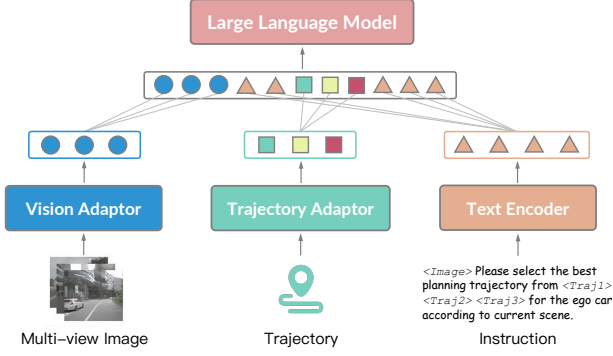 Large Language Model
Vision Adaptor
Trajectory Adaptor
Text Encoder
<Image> Please select the best
planning trajectory from <Traj1>
<Traj2> <Traj3> for the ego car
according to current scene.
Multi-view Image
Trajectory
Instruction